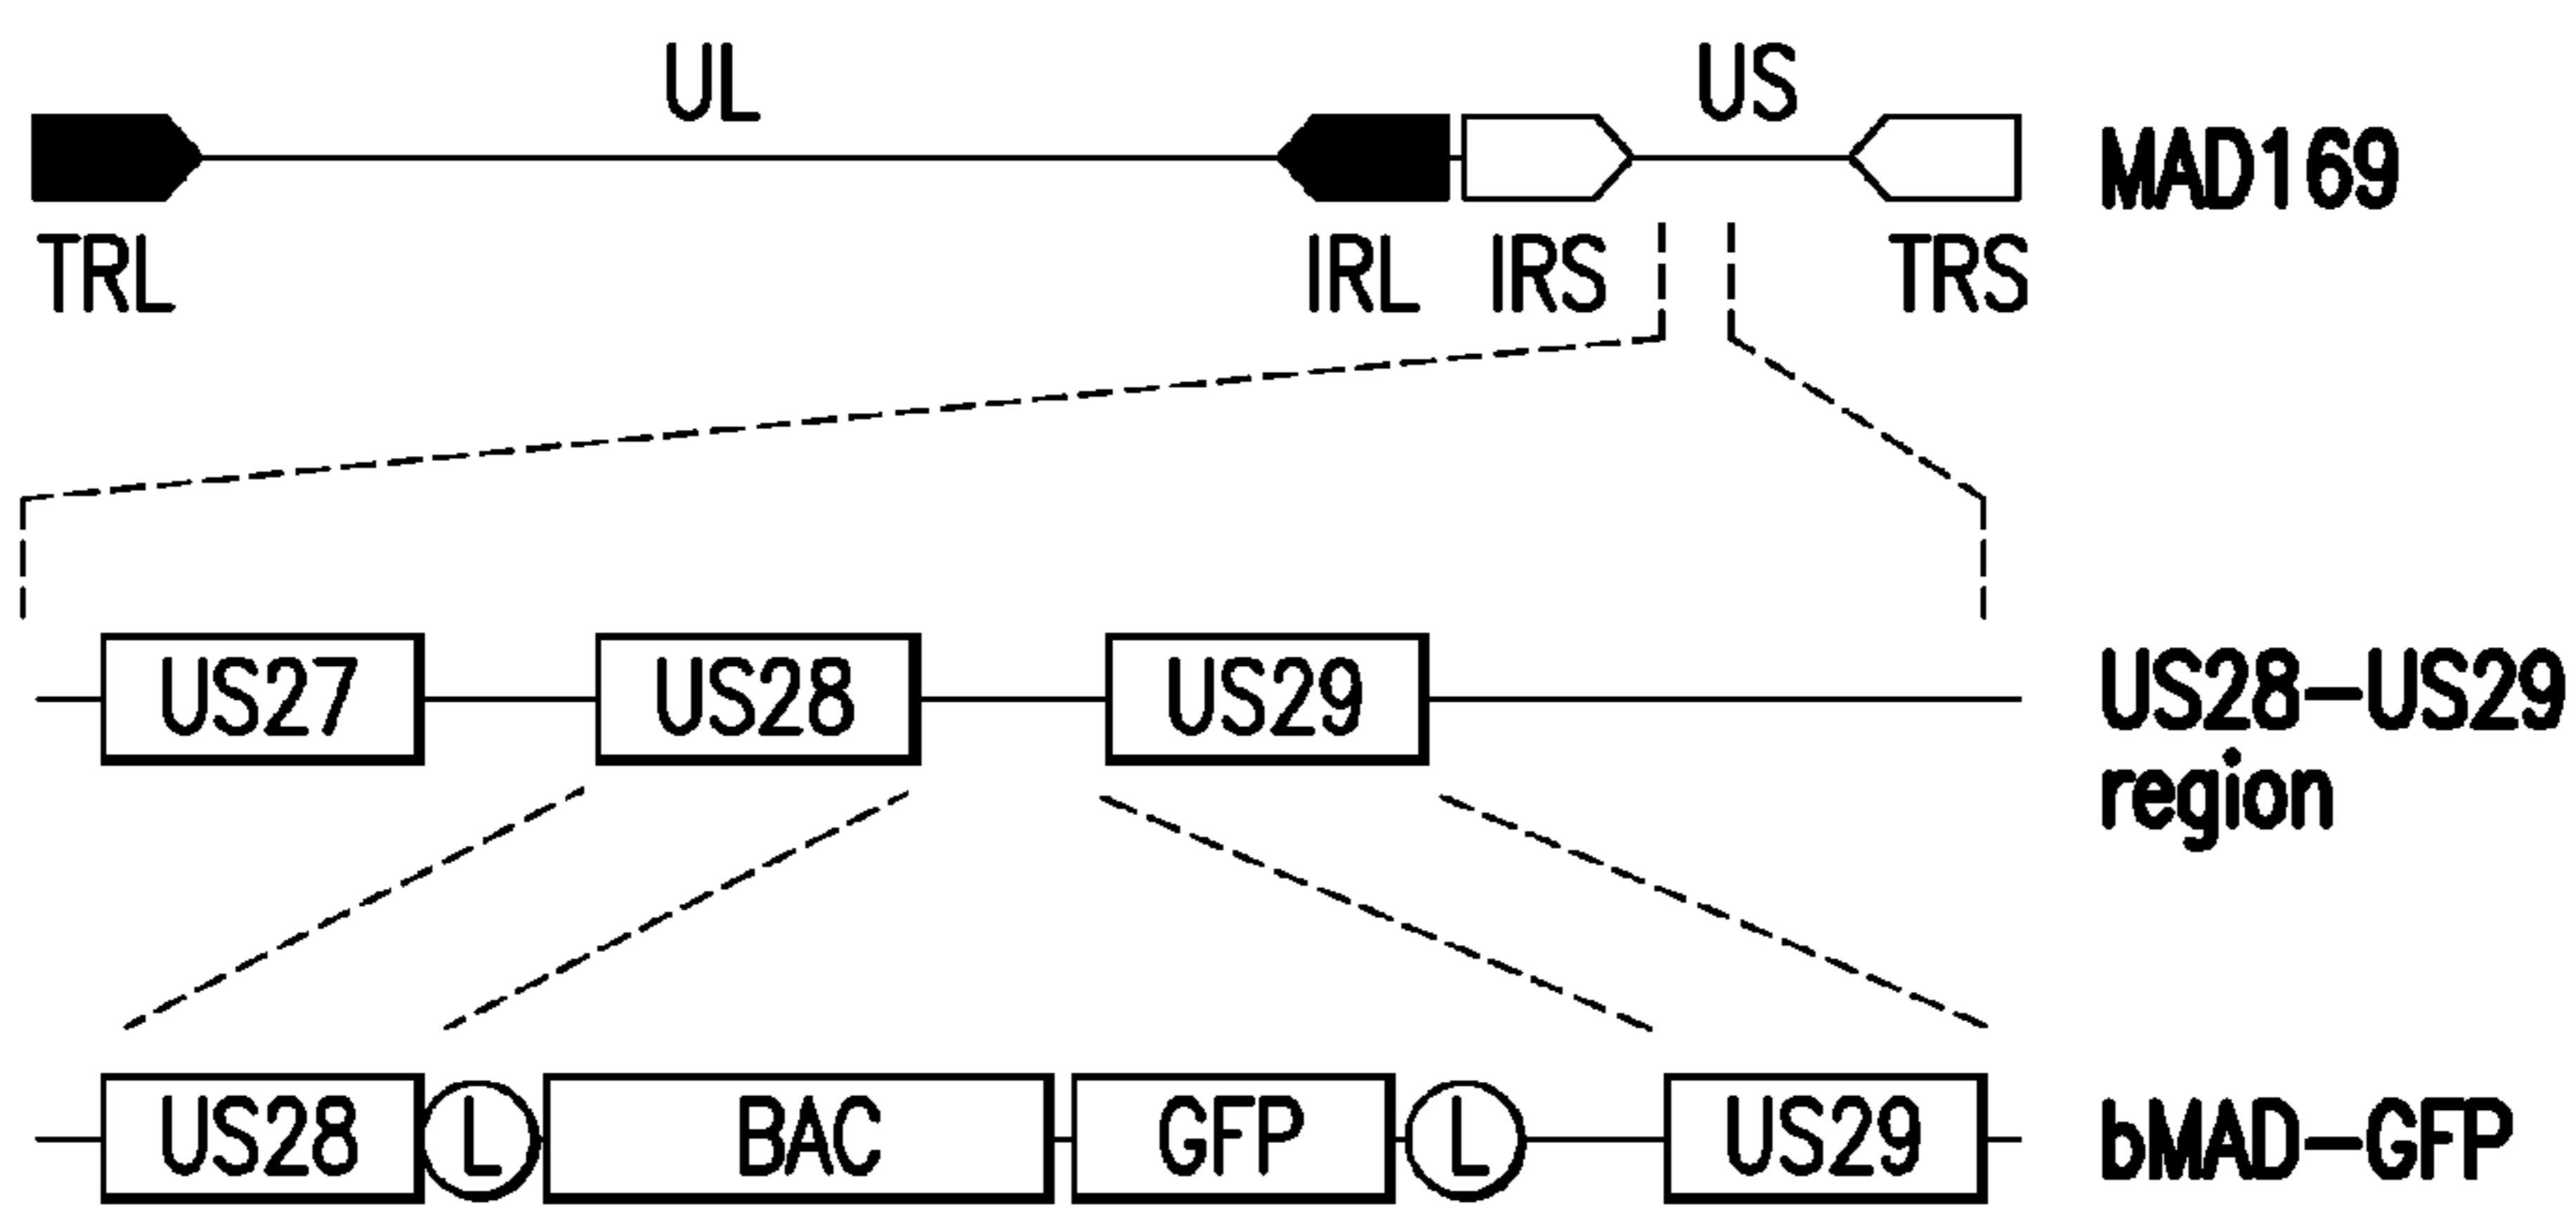 UL US
MAD169
TRL IRL IRS TRS
US27 US28 US29
US28-US29
region
US28 L BAC GFP L US29
bMAD-GFP